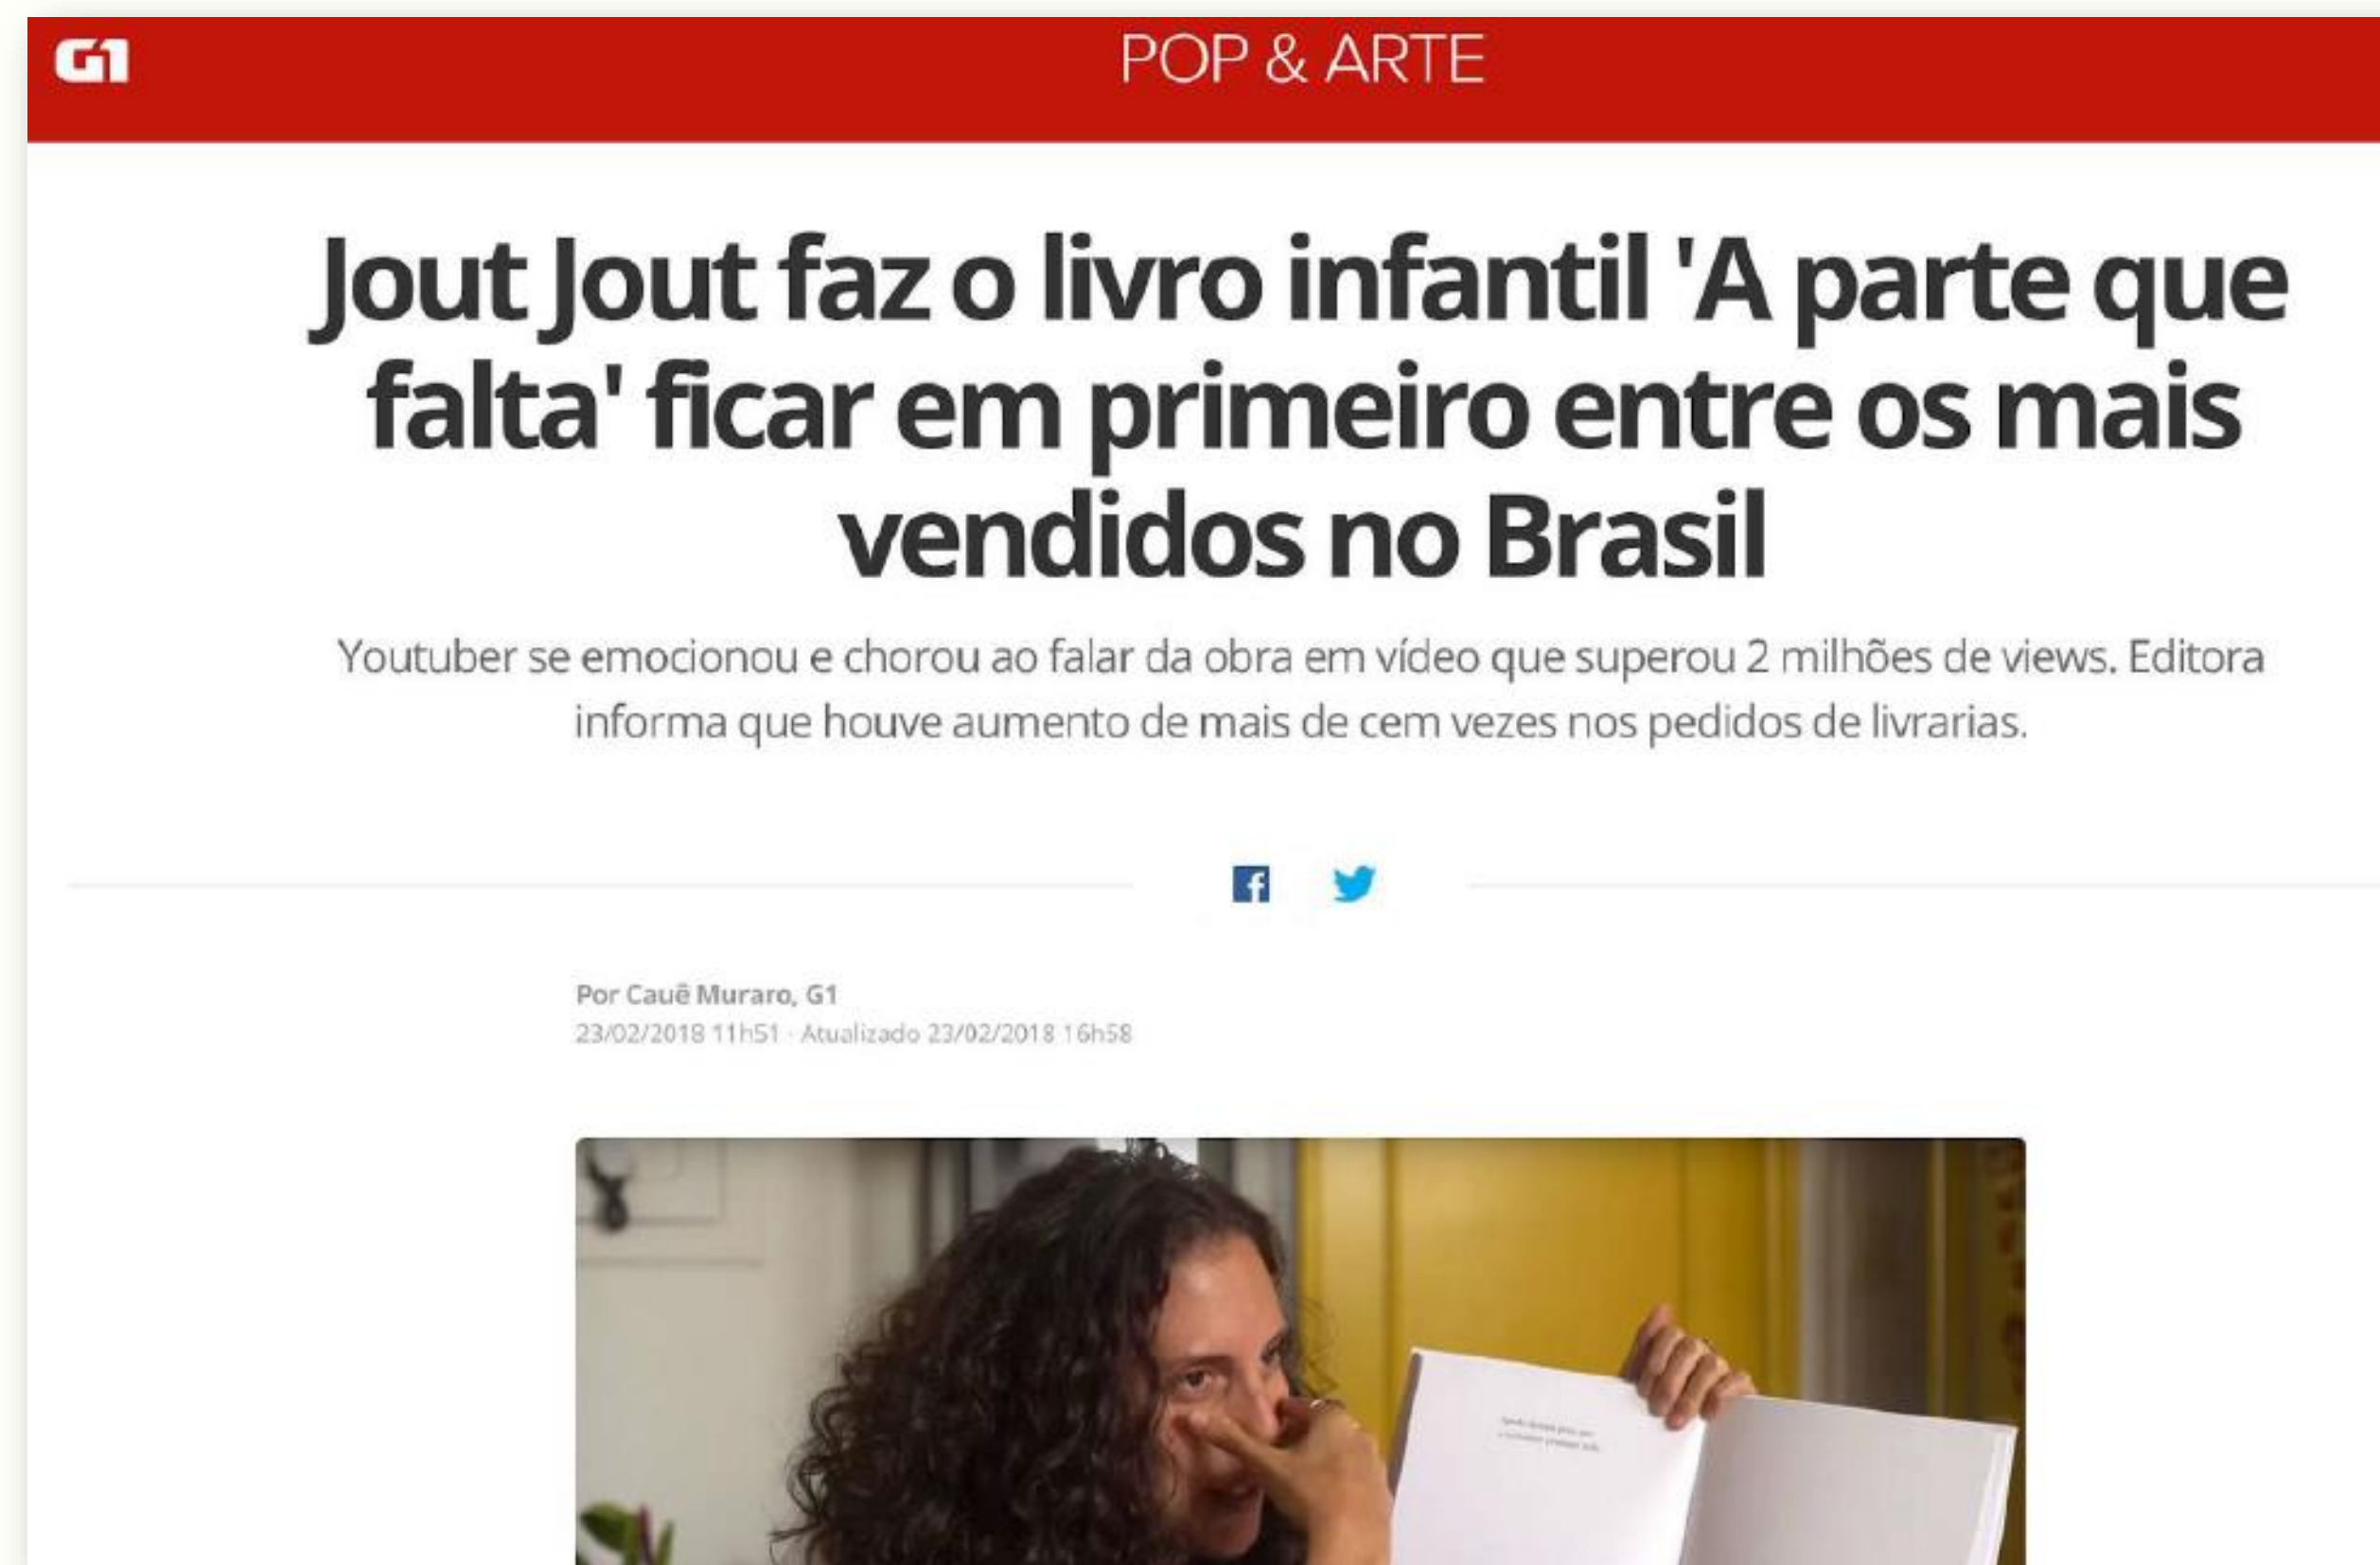 G1
POP & ARTE
Jout Jout faz o livro infantil 'A parte que
falta' ficar em primeiro entre os mais
vendidos no Brasil
Youtuber se emocionou e chorou ao falar da obra em vídeo que superou 2 milhões de views. Editora
informa que houve aumento de mais de cem vezes nos pedidos de livrarias.
Por Cauê Muraro, G1
23/02/2018 11h51 · Atualizado 23/02/2018 16h58